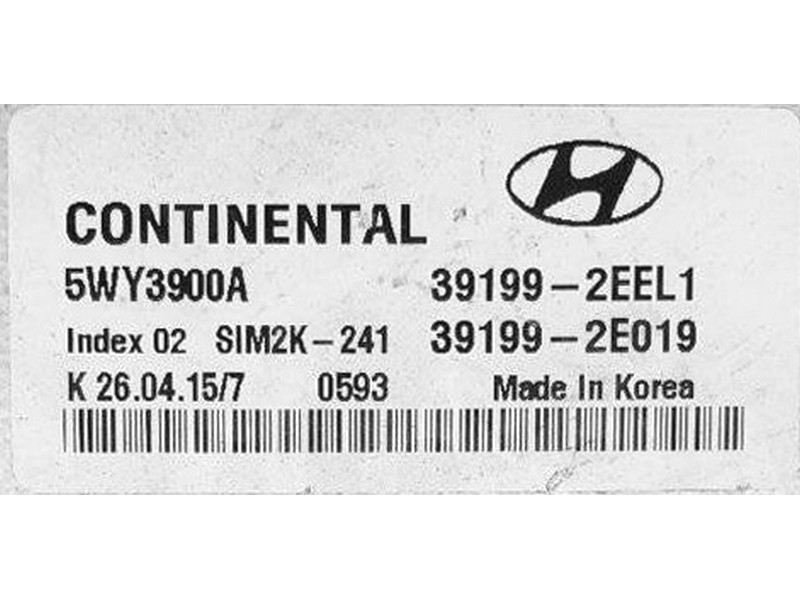 CONTINENTAL
5WY3900A 39199-2EEL1
Index 02 SIM2K-241 39199-2E019
K 26.04.15/7 0593 Made In Korea